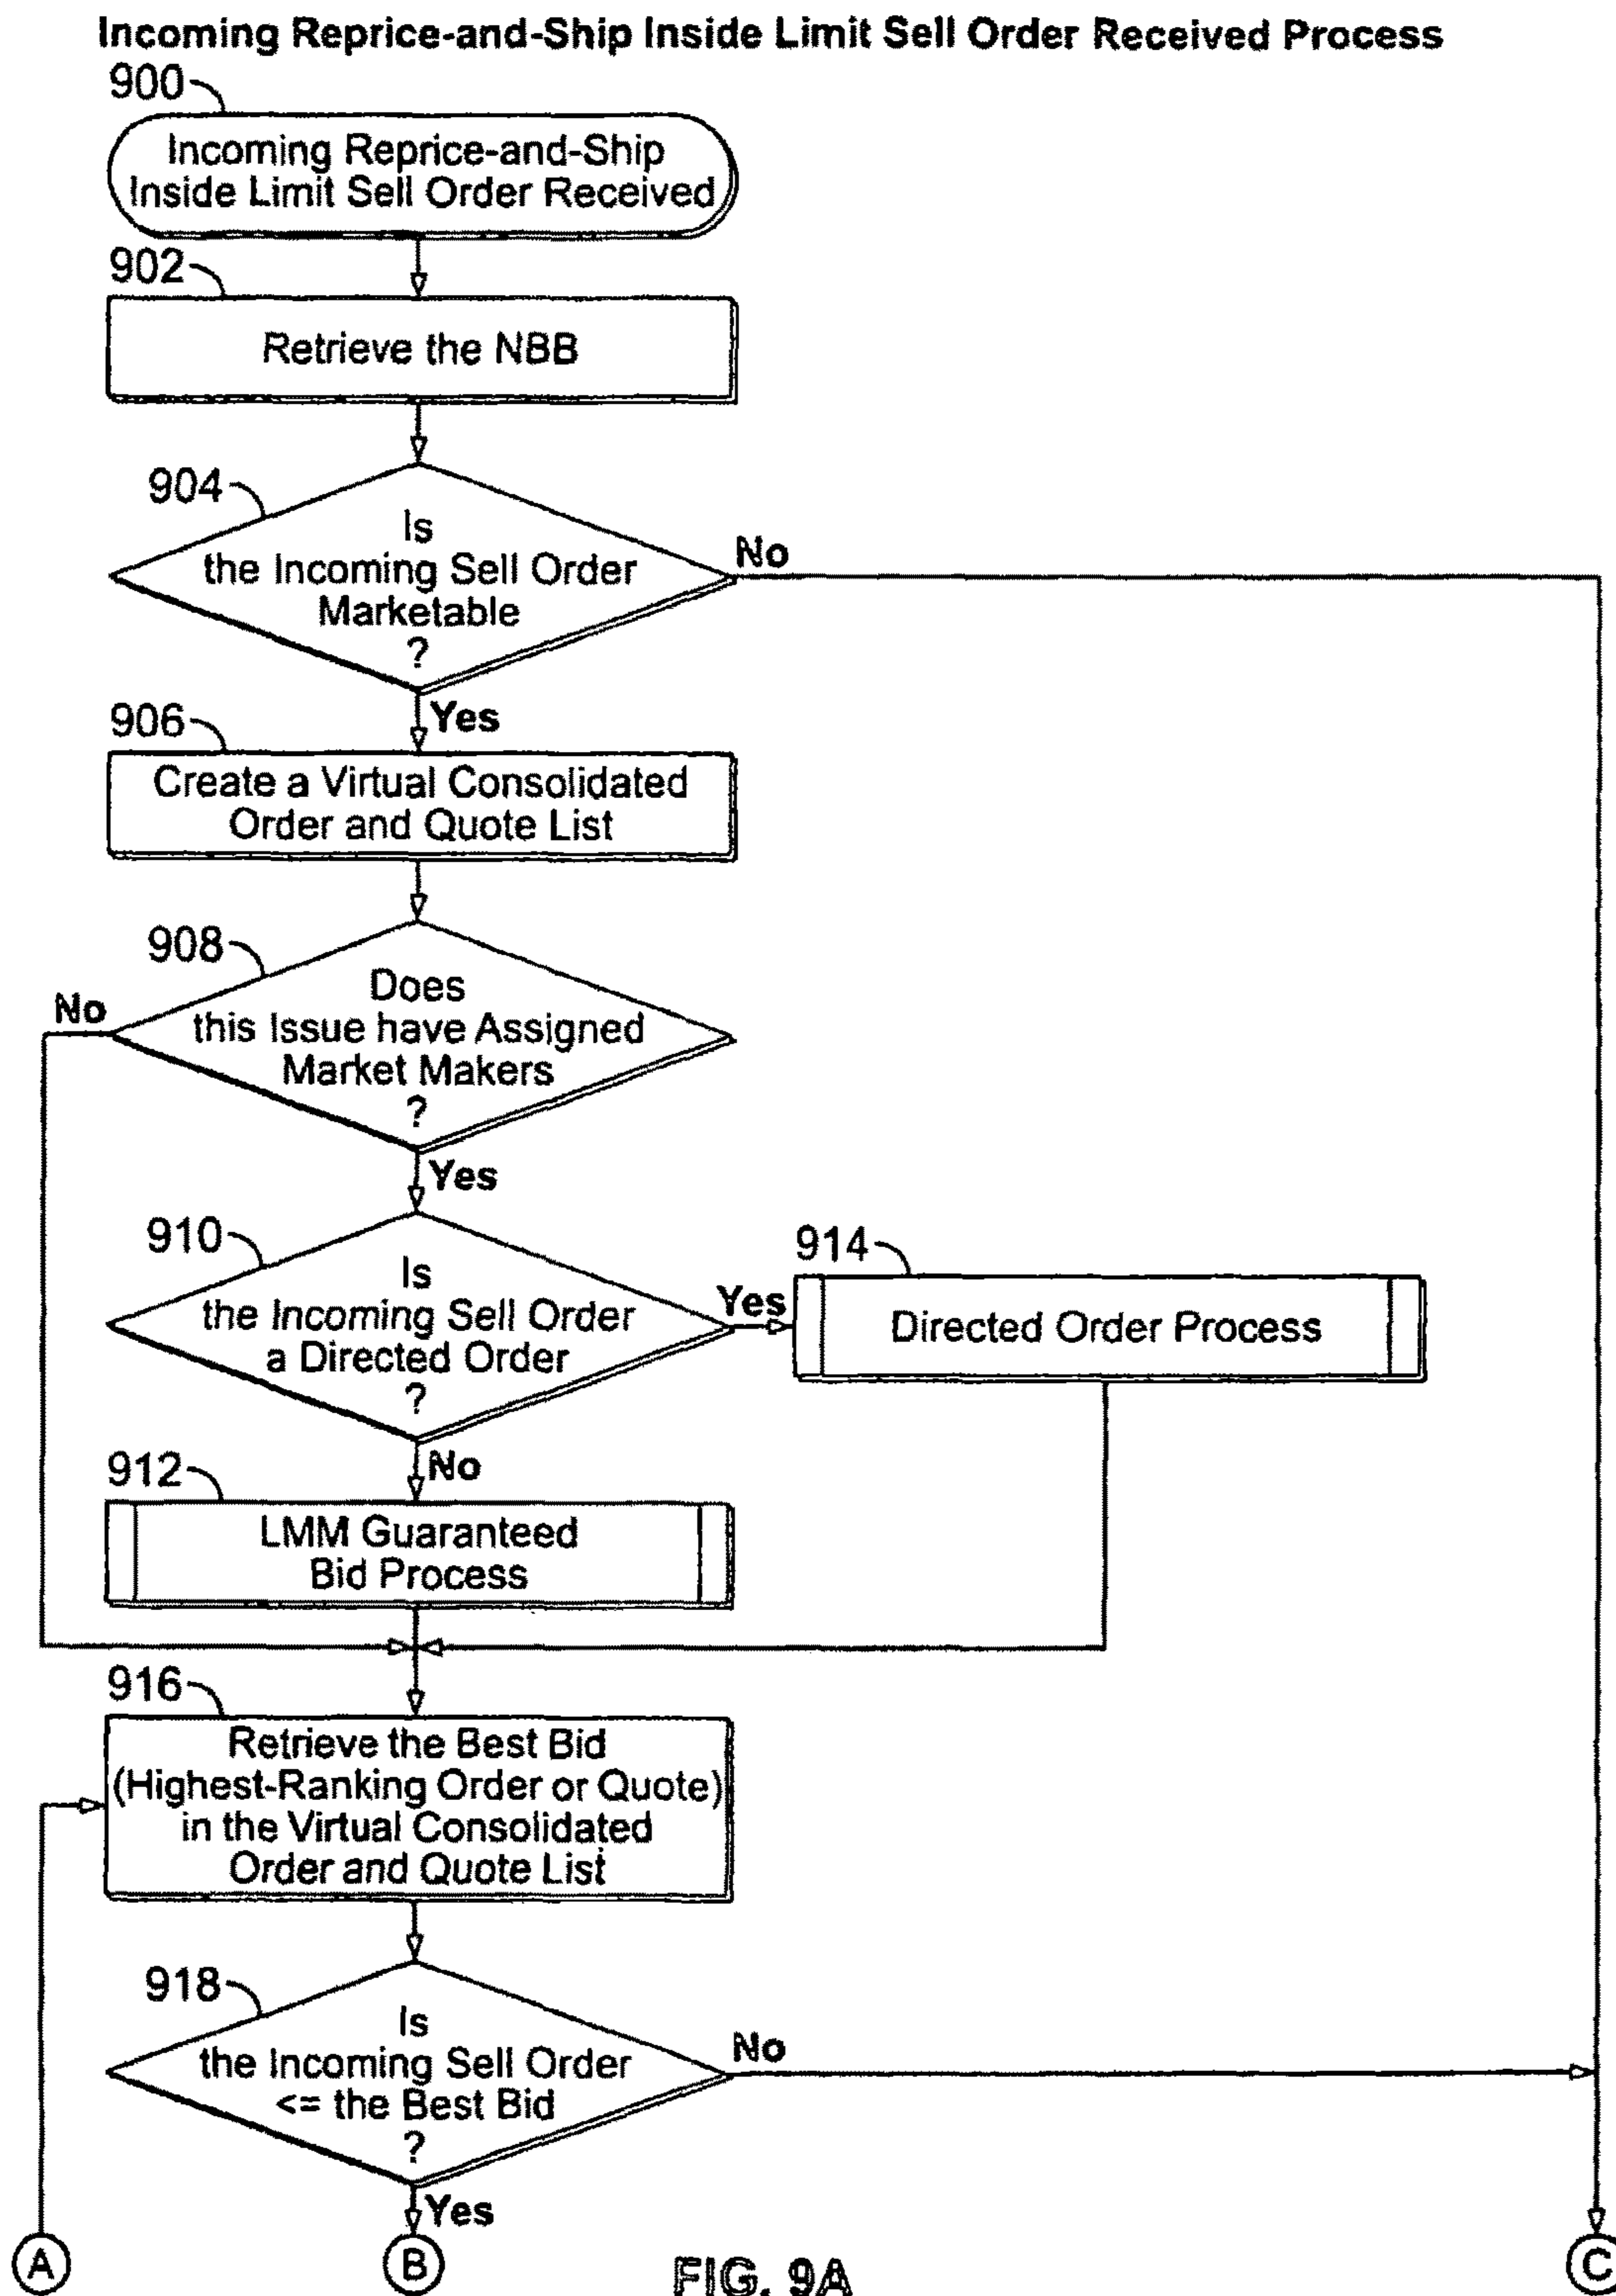 Incoming Reprice-and-Ship Inside Limit Sell Order Received Process
900
Incoming Reprice-and-Ship
Inside Limit Sell Order Received
902
Retrieve the NBB
904
Is
the Incoming Sell Order
Marketable
?
No
Yes
906
Create a Virtual Consolidated
Order and Quote List
908
Does
this Issue have Assigned
Market Makers
?
No
Yes
910
Is
the Incoming Sell Order
a Directed Order
?
Yes
914
Directed Order Process
No
912
LMM Guaranteed
Bid Process
916
Retrieve the Best Bid
(Highest-Ranking Order or Quote)
in the Virtual Consolidated
Order and Quote List
918
Is
the Incoming Sell Order
<= the Best Bid
?
No
Yes
A
B
C
FIG. 9A